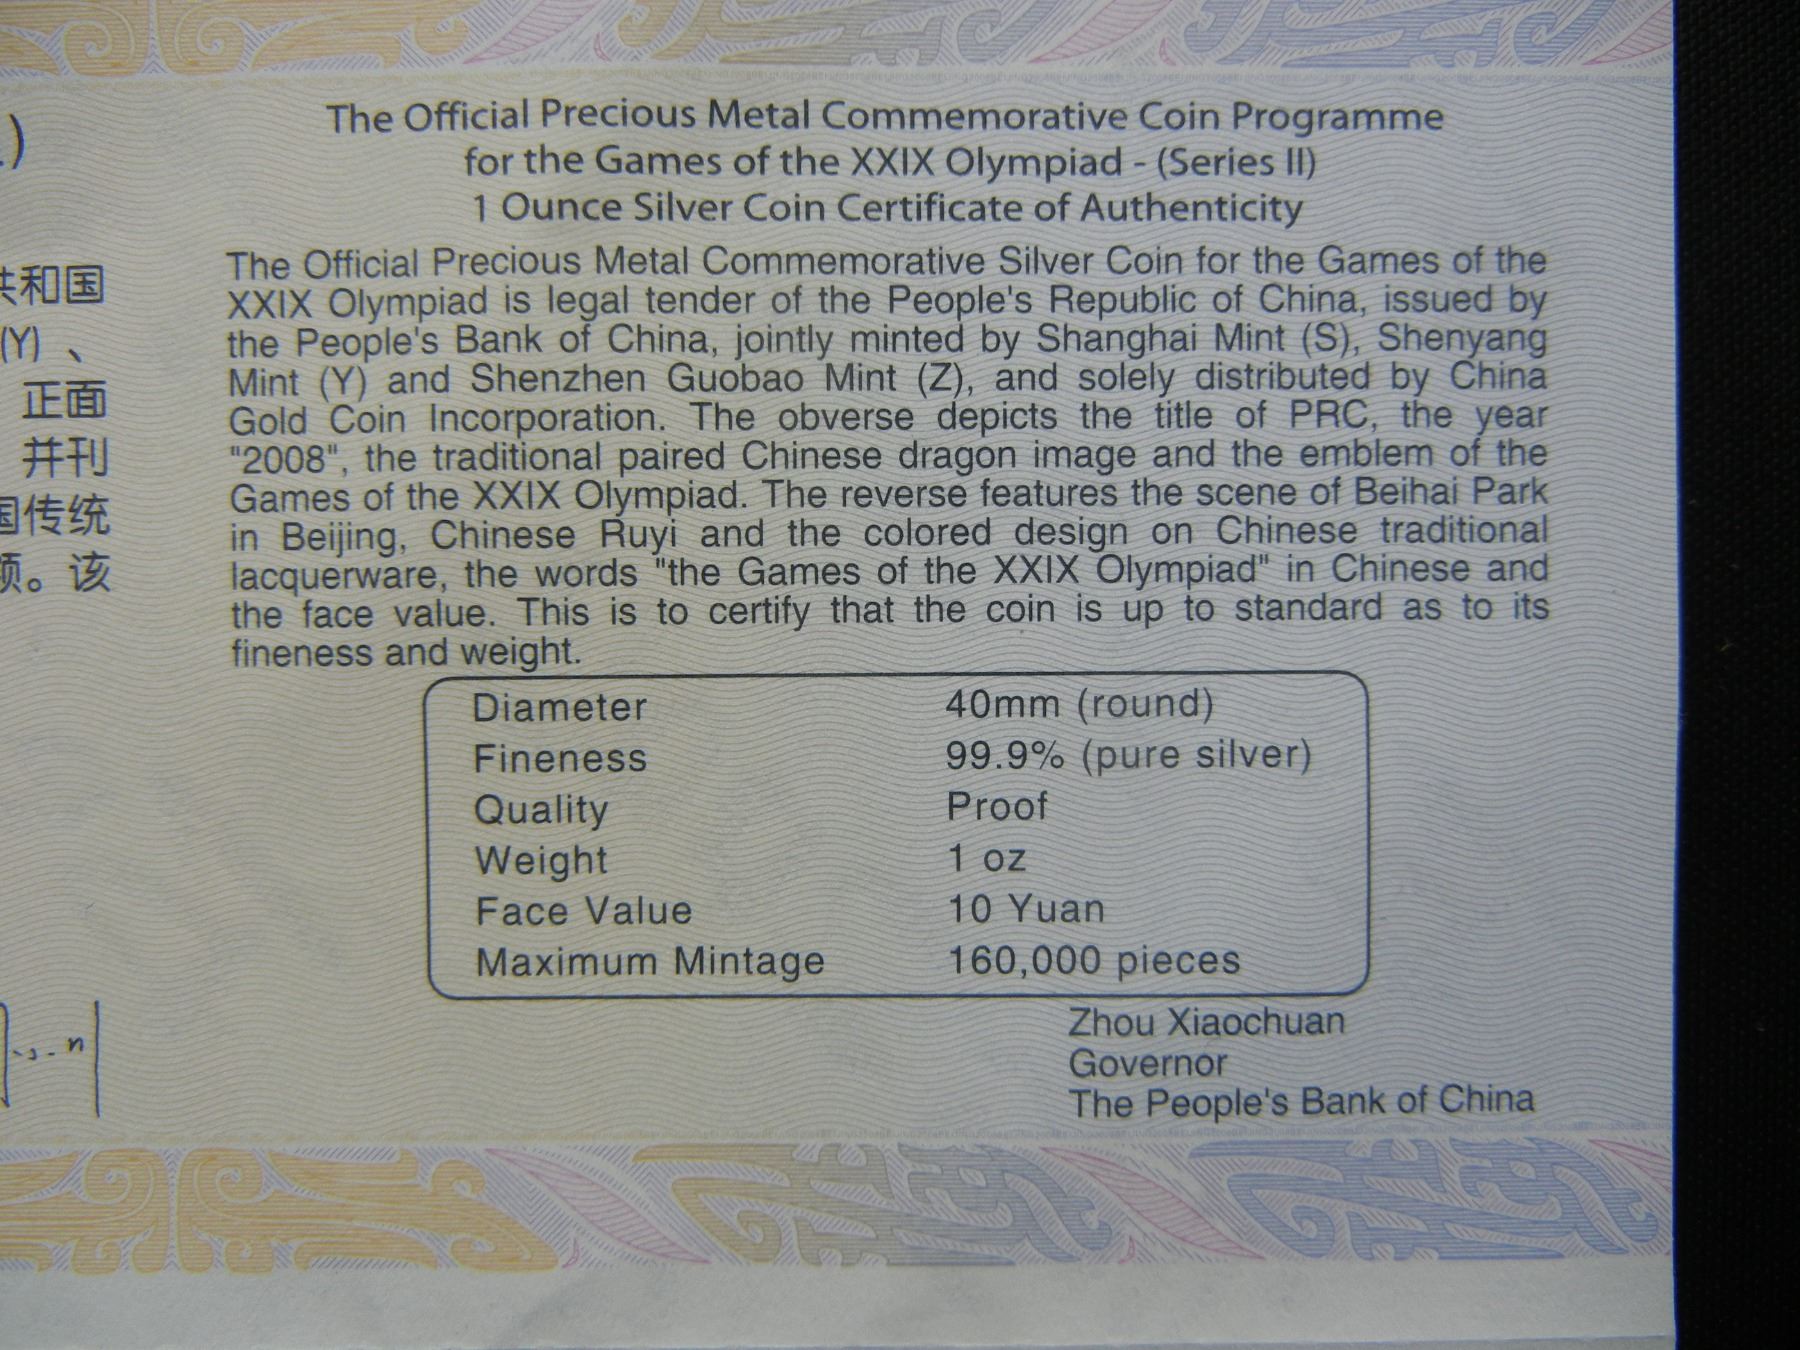 The Official Precious Metal Commemorative Coin Programme
for the Games of the XXIX Olympiad - (Series II)
1 Ounce Silver Coin Certificate of Authenticity
The Official Precious Metal Commemorative Silver Coin for the Games of the
XXIX Olympiad is legal tender of the People's Republic of China, issued by
the People's Bank of China, jointly minted by Shanghai Mint (S), Shenyang
Mint (Y) and Shenzhen Guobao Mint (Z), and solely distributed by China
Gold Coin Incorporation. The obverse depicts the title of PRC, the year
"2008", the traditional paired Chinese dragon image and the emblem of the
Games of the XXIX Olympiad. The reverse features the scene of Beihai Park
in Beijing, Chinese Ruyi and the colored design on Chinese traditional
lacquerware, the words "the Games of the XXIX Olympiad" in Chinese and
the face value. This is to certify that the coin is up to standard as to its
fineness and weight.
Diameter 40mm (round)
Fineness 99.9% (pure silver)
Quality Proof
Weight 1 oz
Face Value 10 Yuan
Maximum Mintage 160,000 pieces
Zhou Xiaochuan
Governor
The People's Bank of China
)
和国
(Y) 、
正面
并刊
国传统
。该